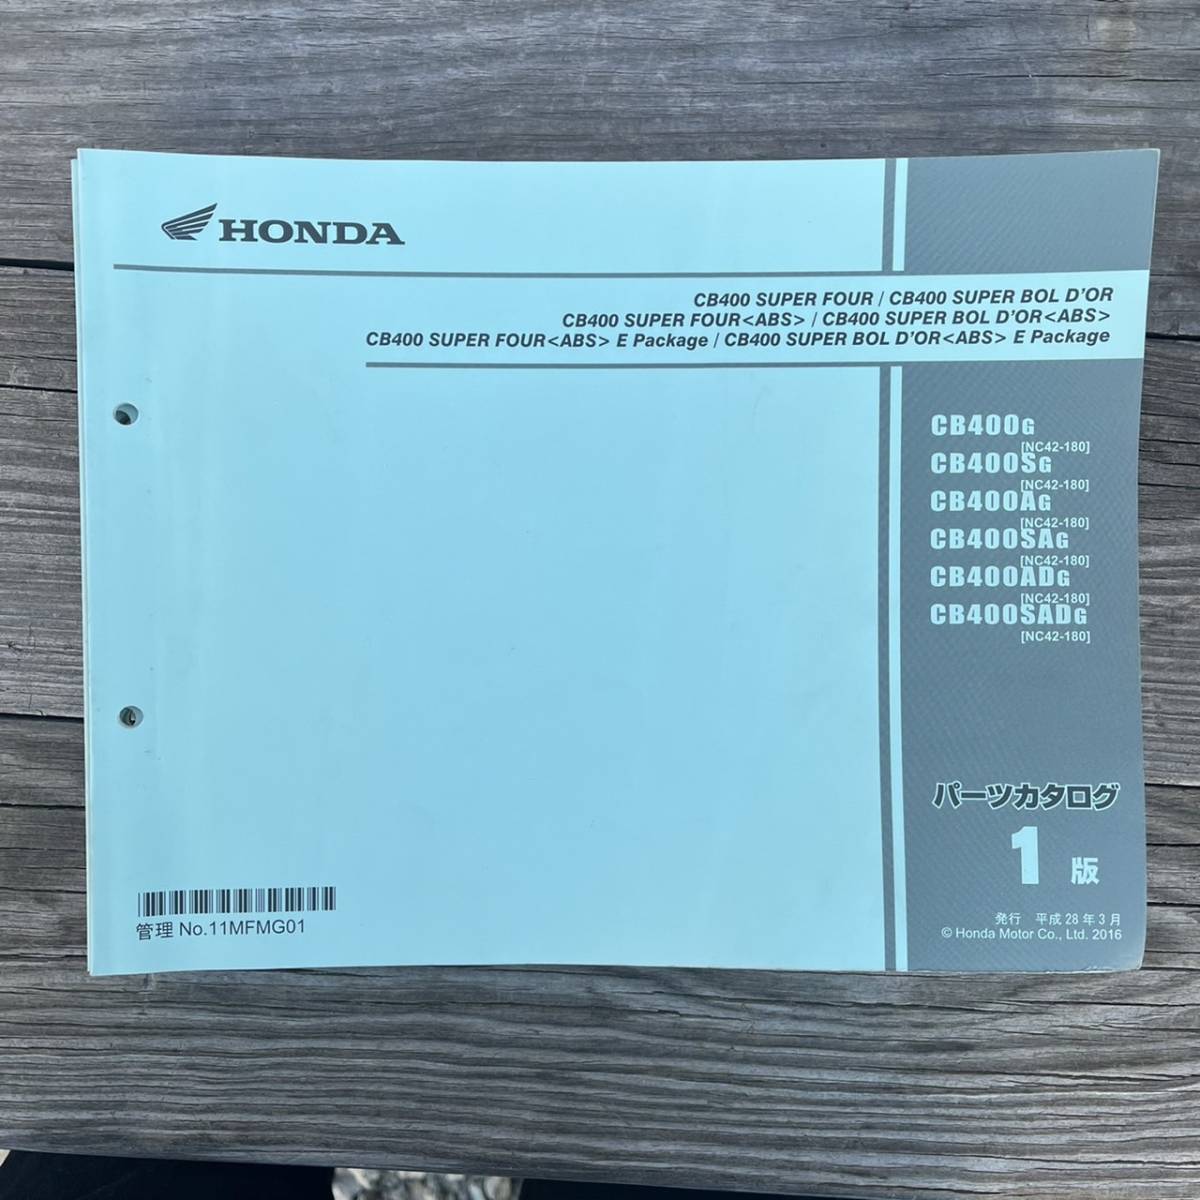 HONDA
CB400 SUPER FOUR / CB400 SUPER BOL D'OR
CB400 SUPER FOUR<ABS> / CB400 SUPER BOL D'OR<ABS>
CB400 SUPER FOUR<ABS> E Package / CB400 SUPER BOL D'OR<ABS> E Package
CB400G
[NC42-180]
CB400SG
[NC42-180]
CB400AG
[NC42-180]
CB400SAG
[NC42-180]
CB400ADG
[NC42-180]
CB400SADG
[NC42-180]
パーツカタログ
1 版
管理 No.11MFMG01
発行 平成 28 年 3 月
© Honda Motor Co., Ltd. 2016